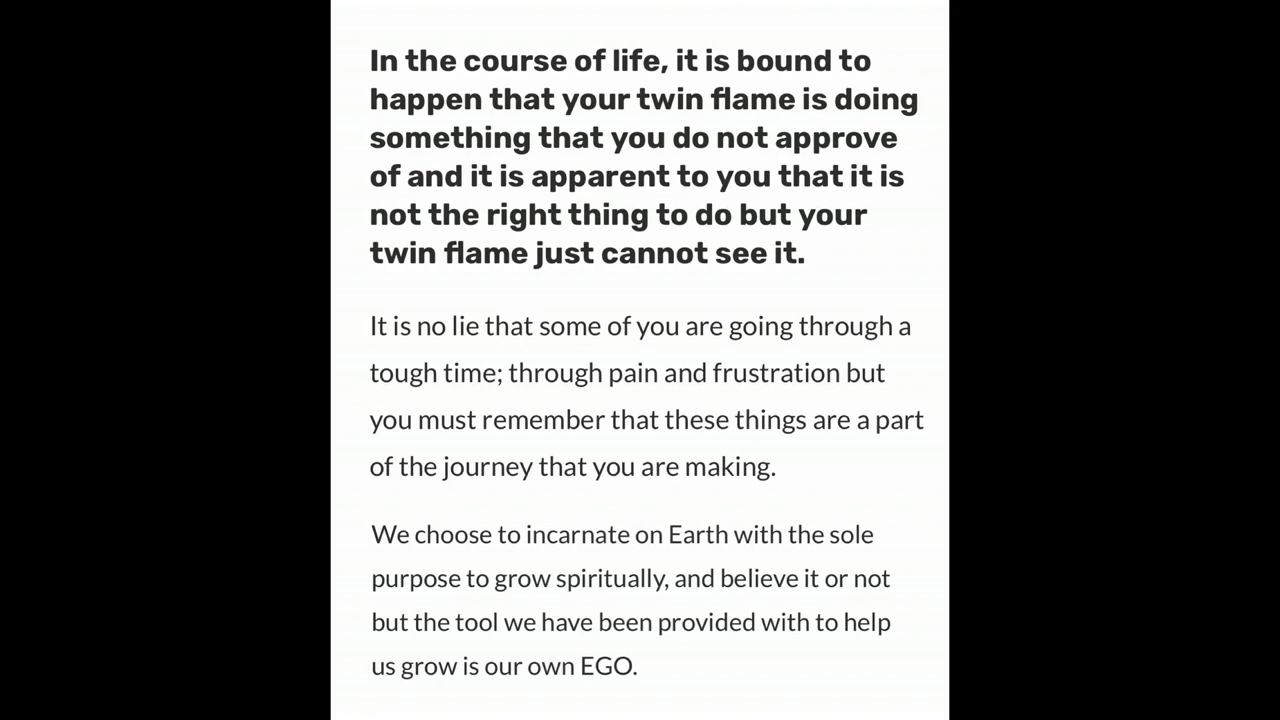 In the course of life, it is bound to
happen that your twin flame is doing
something that you do not approve
of and it is apparent to you that it is
not the right thing to do but your
twin flame just cannot see it.
It is no lie that some of you are going through a
tough time; through pain and frustration but
you must remember that these things are a part
of the journey that you are making.
We choose to incarnate on Earth with the sole
purpose to grow spiritually, and believe it or not
but the tool we have been provided with to help
us grow is our own EGO.